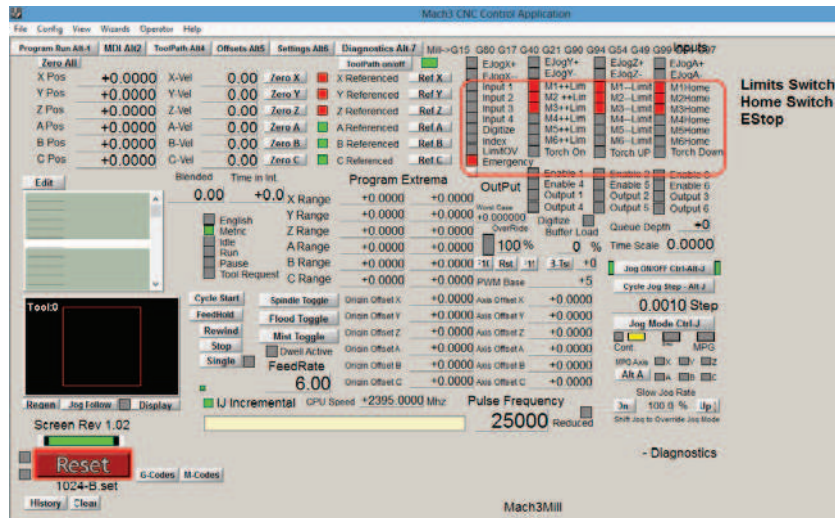 Mach3 CNC Control Application
File Config View Wizards Operator Help
Program Run Alt-1 MDI Alt2 ToolPath Alt4 Offsets Alt5 Settings Alt6 Diagnostics Alt 7 Mill->G15 G80 G17 G40 G21 G90 G94 G54 G49 G99
Inputs
Zero All ToolPath on/off EJogX+ EJogY+ EJogZ+ EJogA+
X Pos +0.0000 X-Vel 0.00 Zero X X Referenced Ref X EJogX- EJogY- EJogZ- EJogA-
Y Pos +0.0000 Y-Vel 0.00 Zero Y Y Referenced Ref Y Input 1 M1++Lim M1--Limit M1Home
Z Pos +0.0000 Z-Vel 0.00 Zero Z Z Referenced Ref Z Input 2 M2 ++Lim M2--Limit M2Home
Input 3 M3++Lim M3--Limit M3Home
A Pos +0.0000 A-Vel 0.00 Zero A A Referenced Ref A Input 4 M4++Lim M4--Limit M4Home
B Pos +0.0000 B-Vel 0.00 Zero B B Referenced Ref B Digitize M5++Lim M5--Limit M5Home
C Pos +0.0000 C-Vel 0.00 Zero C C Referenced Ref C Index M6++Lim M6--Limit M6Home
LimitOV Torch On Torch UP Torch Down
Emergency
Limits Switch
Home Switch
EStop
Edit Blended Time in Int. Program Extrema
0.00 +0.0
OutPut Enable 4 Enable 5 Enable 6
Output 1 Output 2 Output 3
Output 4 Output 5 Output 6
X Range +0.0000 +0.0000
Y Range +0.0000 +0.0000
Z Range +0.0000 +0.0000
A Range +0.0000 +0.0000
B Range +0.0000 +0.0000
C Range +0.0000 +0.0000
English
Metric
Idle
Run
Pause
Tool Request
Worst Case
+0.000000
Digitize
OverRide Buffer Load Queue Depth +0
100 % 0 % Time Scale 0.0000
Rst +0
PWM Base +5
Jog ON/OFF Ctrl-Alt-J
Cycle Jog Step - Alt J
0.0010 Step
Jog Mode Ctrl-J
Cont. MPG
MPG Axis X Y Z
Alt A A B C
Slow Jog Rate
100.0 %
Shift Jog to Override Jog Mode
Tool:0
Cycle Start Spindle Toggle Origin Offset X +0.0000 Axis Offset X +0.0000
FeedHold Flood Toggle Origin Offset Y +0.0000 Axis Offset Y +0.0000
Rewind Mist Toggle Origin Offset Z +0.0000 Axis Offset Z +0.0000
Stop Dwell Active Origin Offset A +0.0000 Axis Offset A +0.0000
Single FeedRate Origin Offset B +0.0000 Axis Offset B +0.0000
6.00 Origin Offset C +0.0000 Axis Offset C +0.0000
Regen Jog Follow Display IJ Incremental CPU Speed +2395.0000 Mhz Pulse Frequency
25000 Reduced
Screen Rev 1.02
Reset
1024-B.set
G-Codes M-Codes
- Diagnostics
History Clear
Mach3Mill